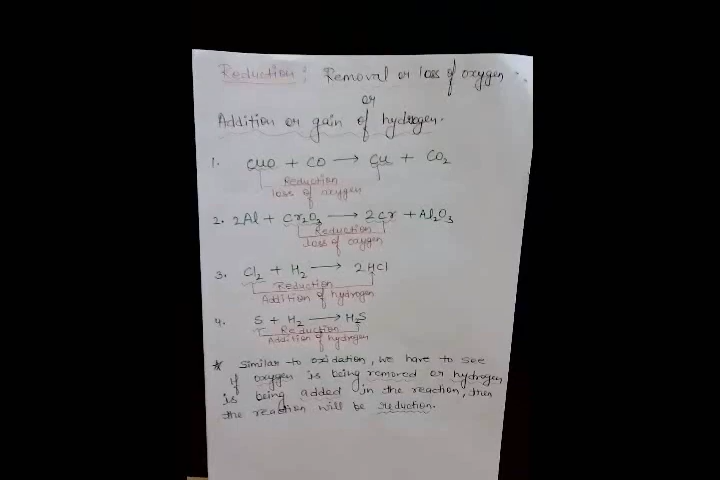 Reduction: Removal or loss of oxygen
or
Addition or gain of hydrogen.
1. CuO + CO → Cu + CO2
Reduction
loss of oxygen
2. 2Al + Cr2O3 → 2Cr + Al2O3
Reduction
loss of oxygen
3. Cl2 + H2 → 2HCl
Reduction
Addition of hydrogen
4. S + H2 → H2S
Reduction
Addition of hydrogen
* Similar to oxidation, we have to see
if oxygen is being removed or hydrogen
is being added in the reaction, then
the reaction will be reduction.